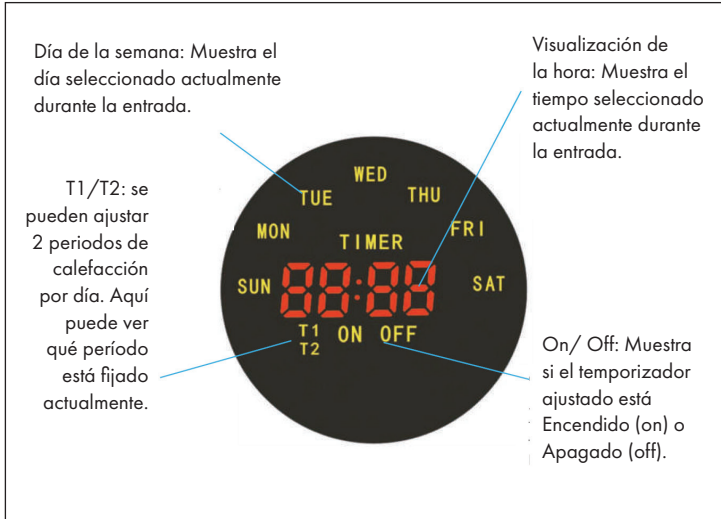 Día de la semana: Muestra el
día seleccionado actualmente
durante la entrada.
Visualización de
la hora: Muestra el
tiempo seleccionado
actualmente durante
la entrada.
T1/T2: se
pueden ajustar
2 periodos de
calefacción
por día. Aquí
puede ver
qué período
está fijado
actualmente.
WED
TUE
THU
MON
TIMER
FRI
SUN
88:88
SAT
T1
ON OFF
T2
On/ Off: Muestra
si el temporizador
ajustado está
Encendido (on) o
Apagado (off).